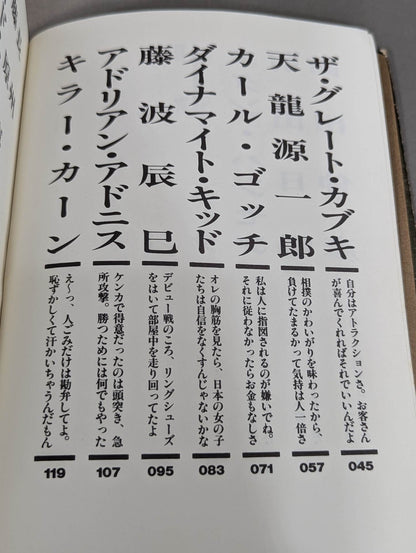 ザ・グレート・カブキ
自分はアトラクションさ。お客さん
が喜んでくれればそれでいいんだよ
045
天龍源一郎
相撲のかわいがりを味わったから、
負けてたまるかって気持は人一倍さ
057
カール・ゴッチ
私は人に指図されるのが嫌いでね。
それに従わなかったらお金もなしさ
071
ダイナマイト・キッド
オレの胸筋を見たら、日本の女の子
たちは自信をなくすんじゃないかな
083
藤波辰巳
デビュー戦のころ、リングシューズ
をはいて部屋中を走り回ってたよ
095
アドリアン・アドニス
ケンカで得意だったのは頭突き、急
所攻撃。勝つためには何でもやった
107
キラー・カーン
え〜っ、人ごみだけは勘弁してよ。
恥ずかしくて汗かいちゃうんだもん
119